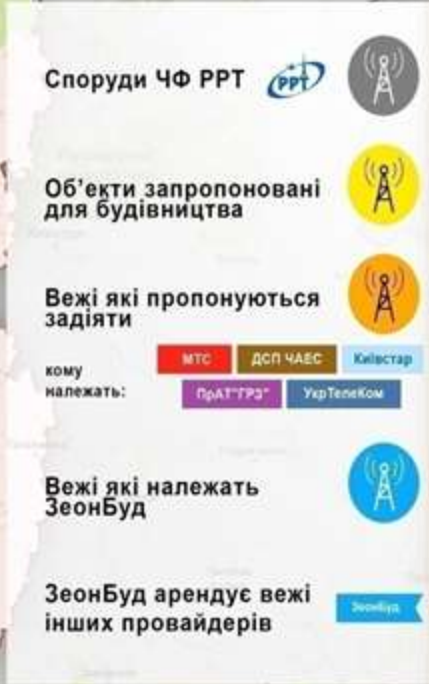 Споруди ЧФ РРТ РРТ
Об'єкти запропоновані
для будівництва
Вежі які пропонуються
задіяти
МТС ДСП ЧАЕС Київстар
кому
належать:
ПрАТ"ГРЗ" УкрТелеКом
Вежі які належать
ЗеонБуд
ЗеонБуд арендує вежі
інших провайдерів
ЗеонБуд